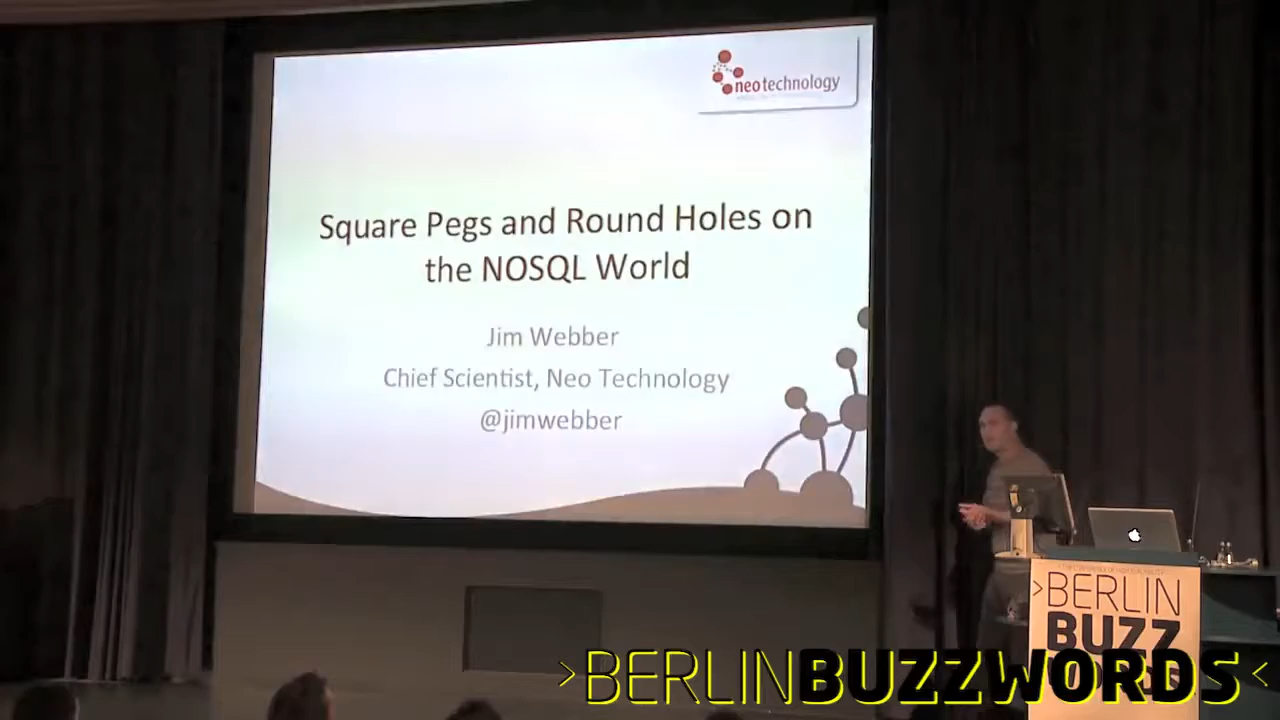 neotechnology
Square Pegs and Round Holes on
the NOSQL World
Jim Webber
Chief Scientist, Neo Technology
@jimwebber
>BERLIN
BUZZ
>BERLINBUZZWORDS<